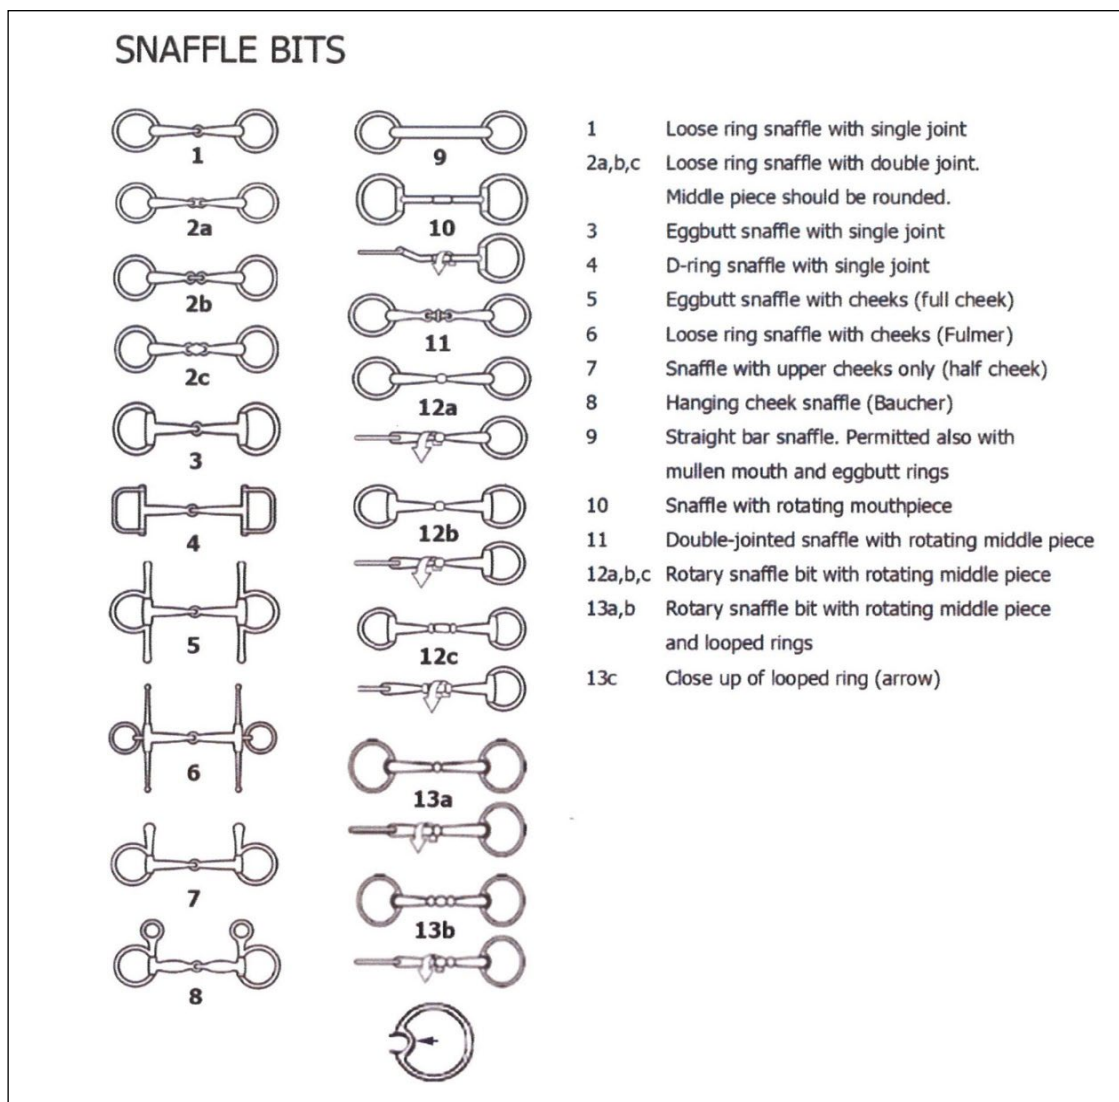 SNAFFLE BITS
1
2a
2b
2c
3
4
5
6
7
8
9
10
11
12a
12b
12c
13a
13b
1 Loose ring snaffle with single joint
2a,b,c Loose ring snaffle with double joint.
Middle piece should be rounded.
3 Eggbutt snaffle with single joint
4 D-ring snaffle with single joint
5 Eggbutt snaffle with cheeks (full cheek)
6 Loose ring snaffle with cheeks (Fulmer)
7 Snaffle with upper cheeks only (half cheek)
8 Hanging cheek snaffle (Baucher)
9 Straight bar snaffle. Permitted also with
mullen mouth and eggbutt rings
10 Snaffle with rotating mouthpiece
11 Double-jointed snaffle with rotating middle piece
12a,b,c Rotary snaffle bit with rotating middle piece
13a,b Rotary snaffle bit with rotating middle piece
and looped rings
13c Close up of looped ring (arrow)